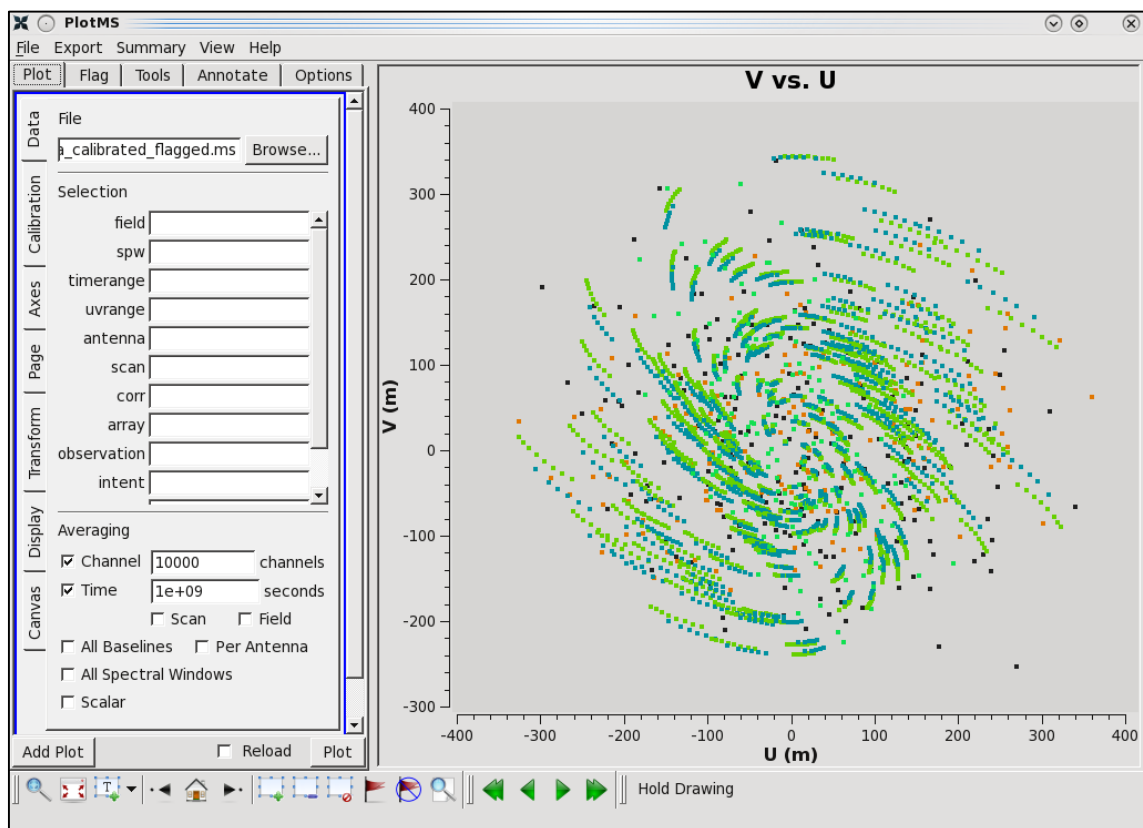 PlotMS
File Export Summary View Help
Plot Flag Tools Annotate Options
Data
Calibration
Axes
Page
Transform
Display
Canvas
File
a_calibrated_flagged.ms Browse...
Selection
field
spw
timerange
uvrange
antenna
scan
corr
array
observation
intent
Averaging
Channel 10000 channels
Time 1e+09 seconds
Scan Field
All Baselines Per Antenna
All Spectral Windows
Scalar
Add Plot Reload Plot
V vs. U
400
300
200
100
0
-100
-200
-300
V (m)
-400 -300 -200 -100 0 100 200 300 400
U (m)
T
Hold Drawing